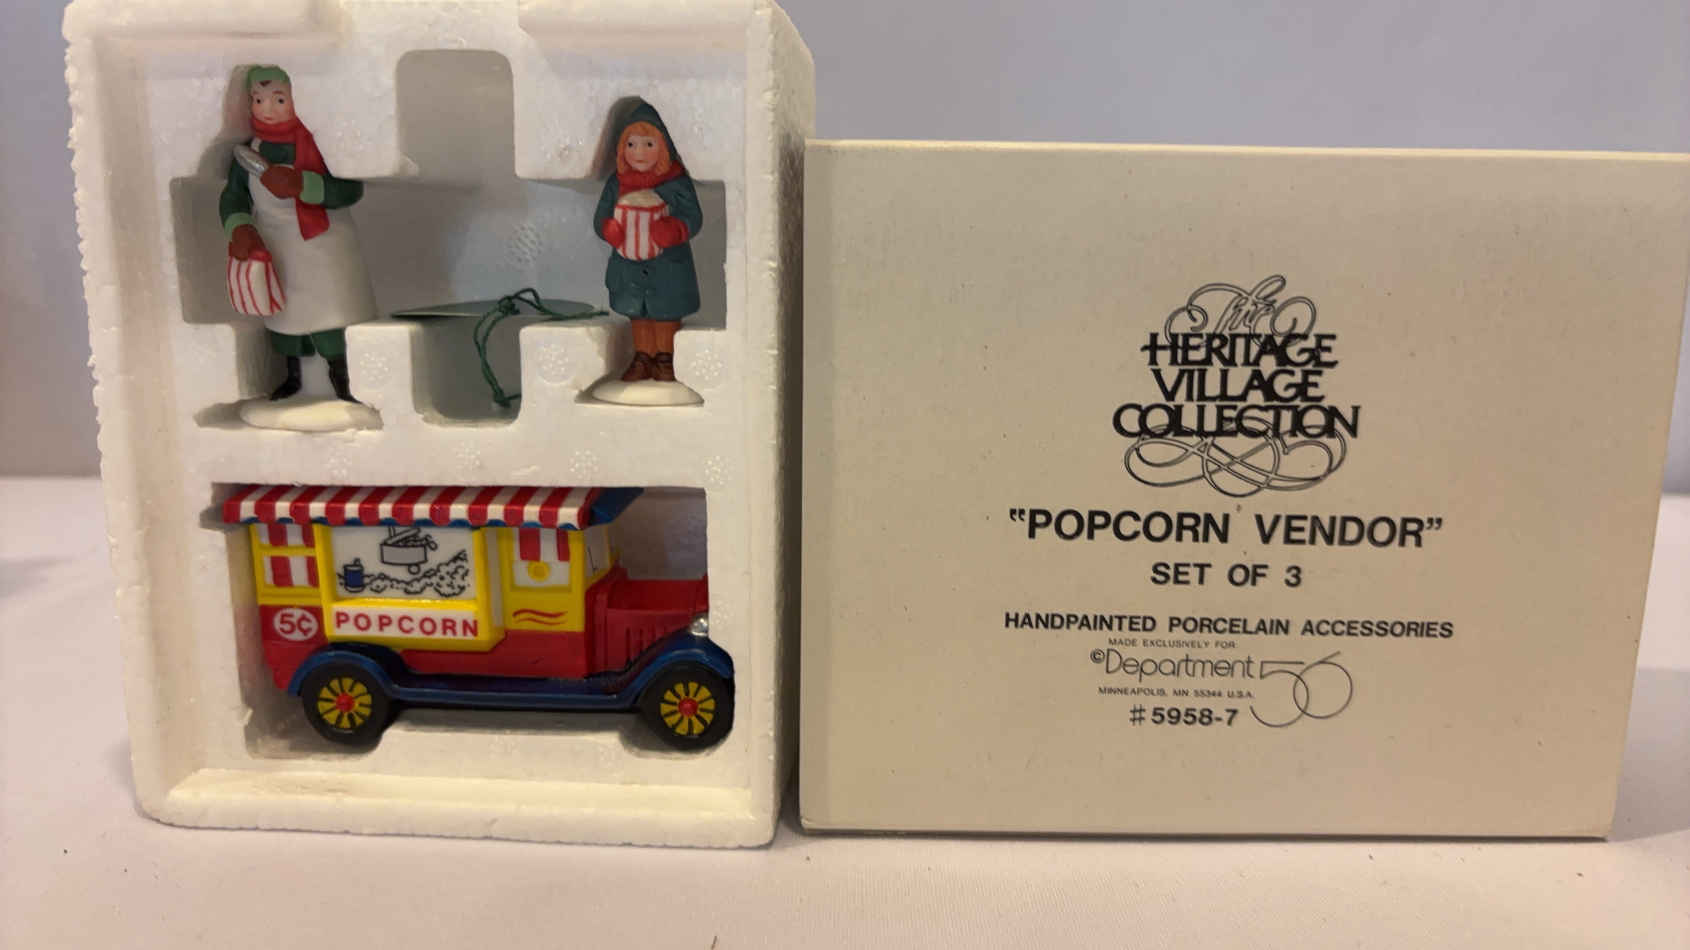 5¢
POPCORN
The
HERITAGE
VILLAGE
COLLECTION
"POPCORN VENDOR"
SET OF 3
HANDPAINTED PORCELAIN ACCESSORIES
MADE EXCLUSIVELY FOR:
©Department 56
MINNEAPOLIS, MN 55344 U.S.A.
#5958-7